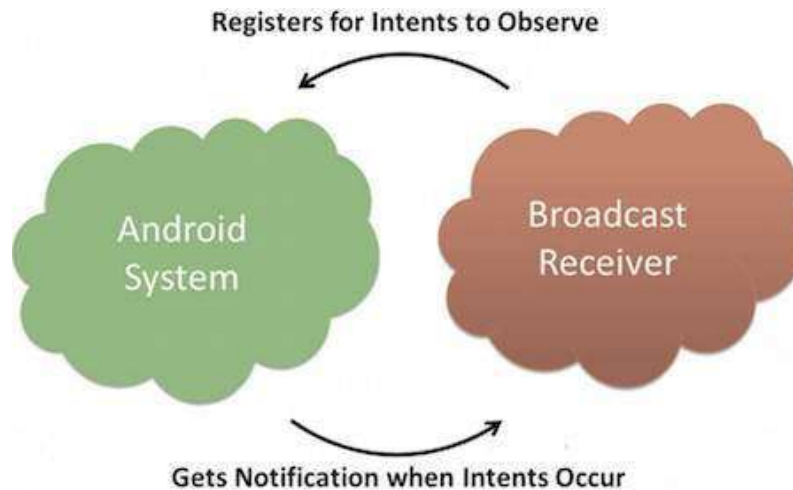 Registers for Intents to Observe
Android
System
Broadcast
Receiver
Gets Notification when Intents Occur